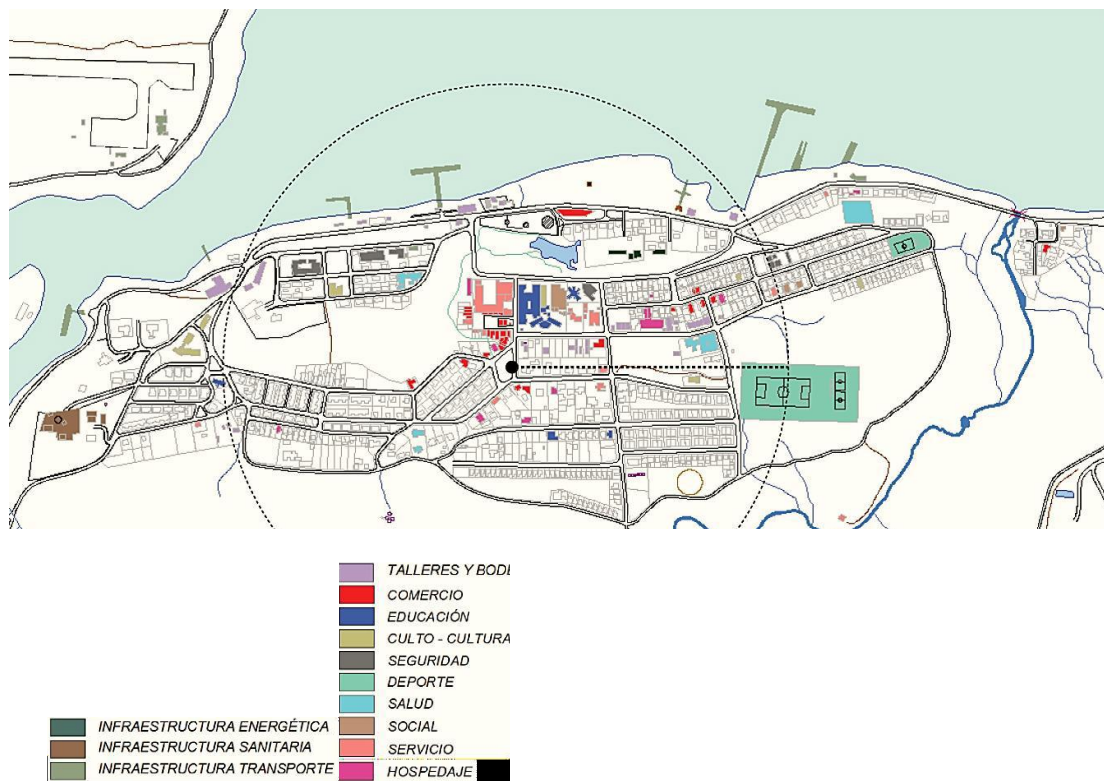 TALLERES Y BODE
COMERCIO
EDUCACIÓN
CULTO - CULTURA
SEGURIDAD
DEPORTE
SALUD
SOCIAL
SERVICIO
HOSPEDAJE
INFRAESTRUCTURA ENERGÉTICA
INFRAESTRUCTURA SANITARIA
INFRAESTRUCTURA TRANSPORTE